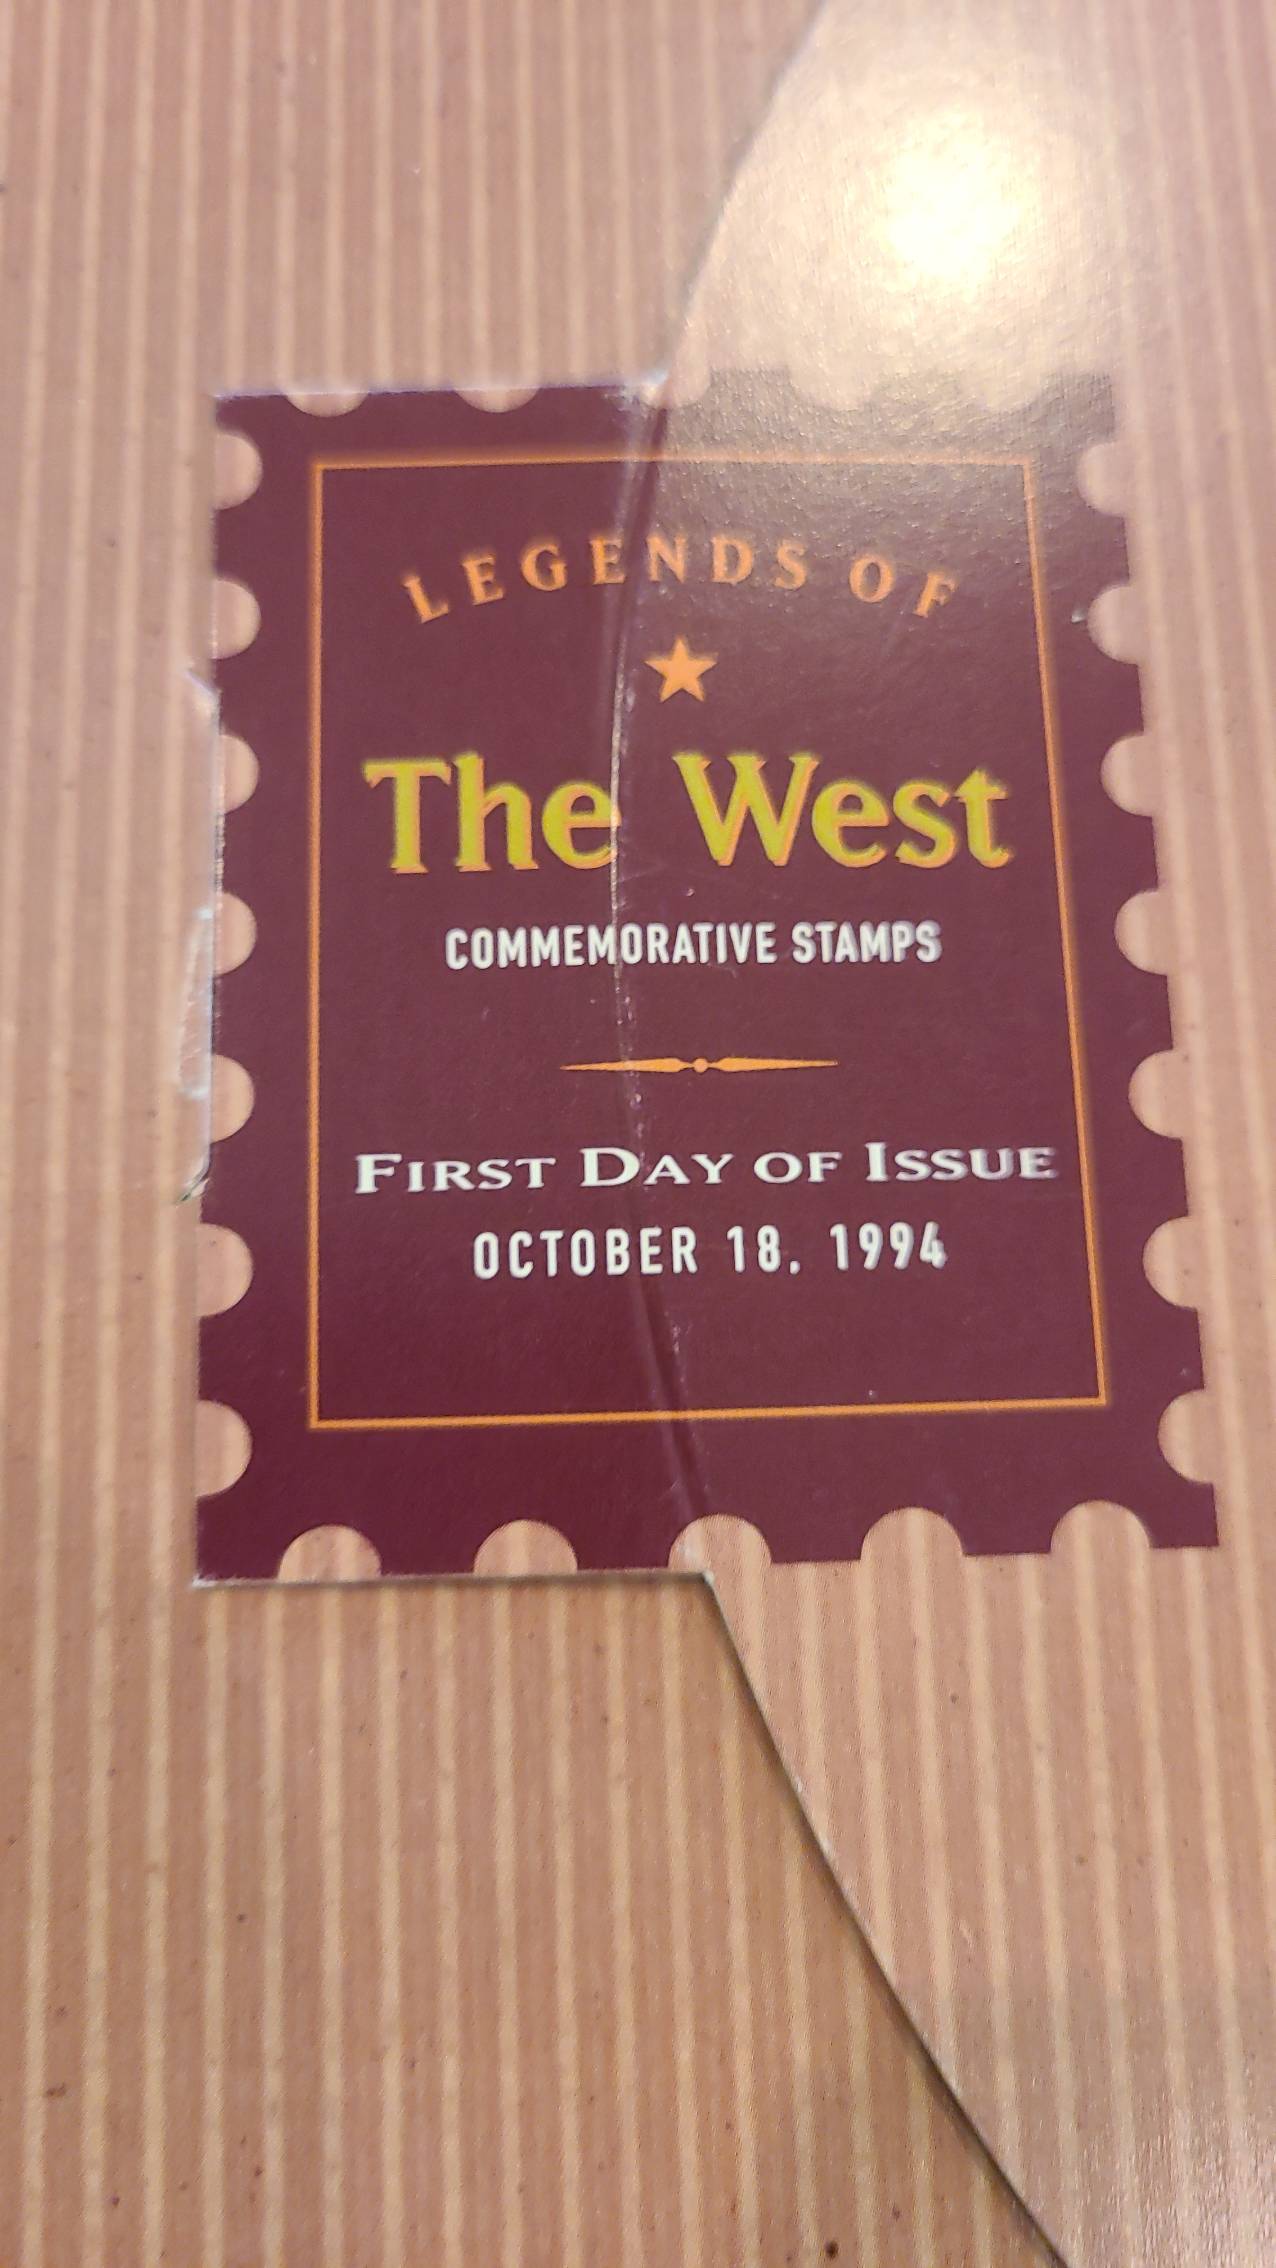 LEGENDS OF
The West
COMMEMORATIVE STAMPS
FIRST DAY OF ISSUE
OCTOBER 18, 1994